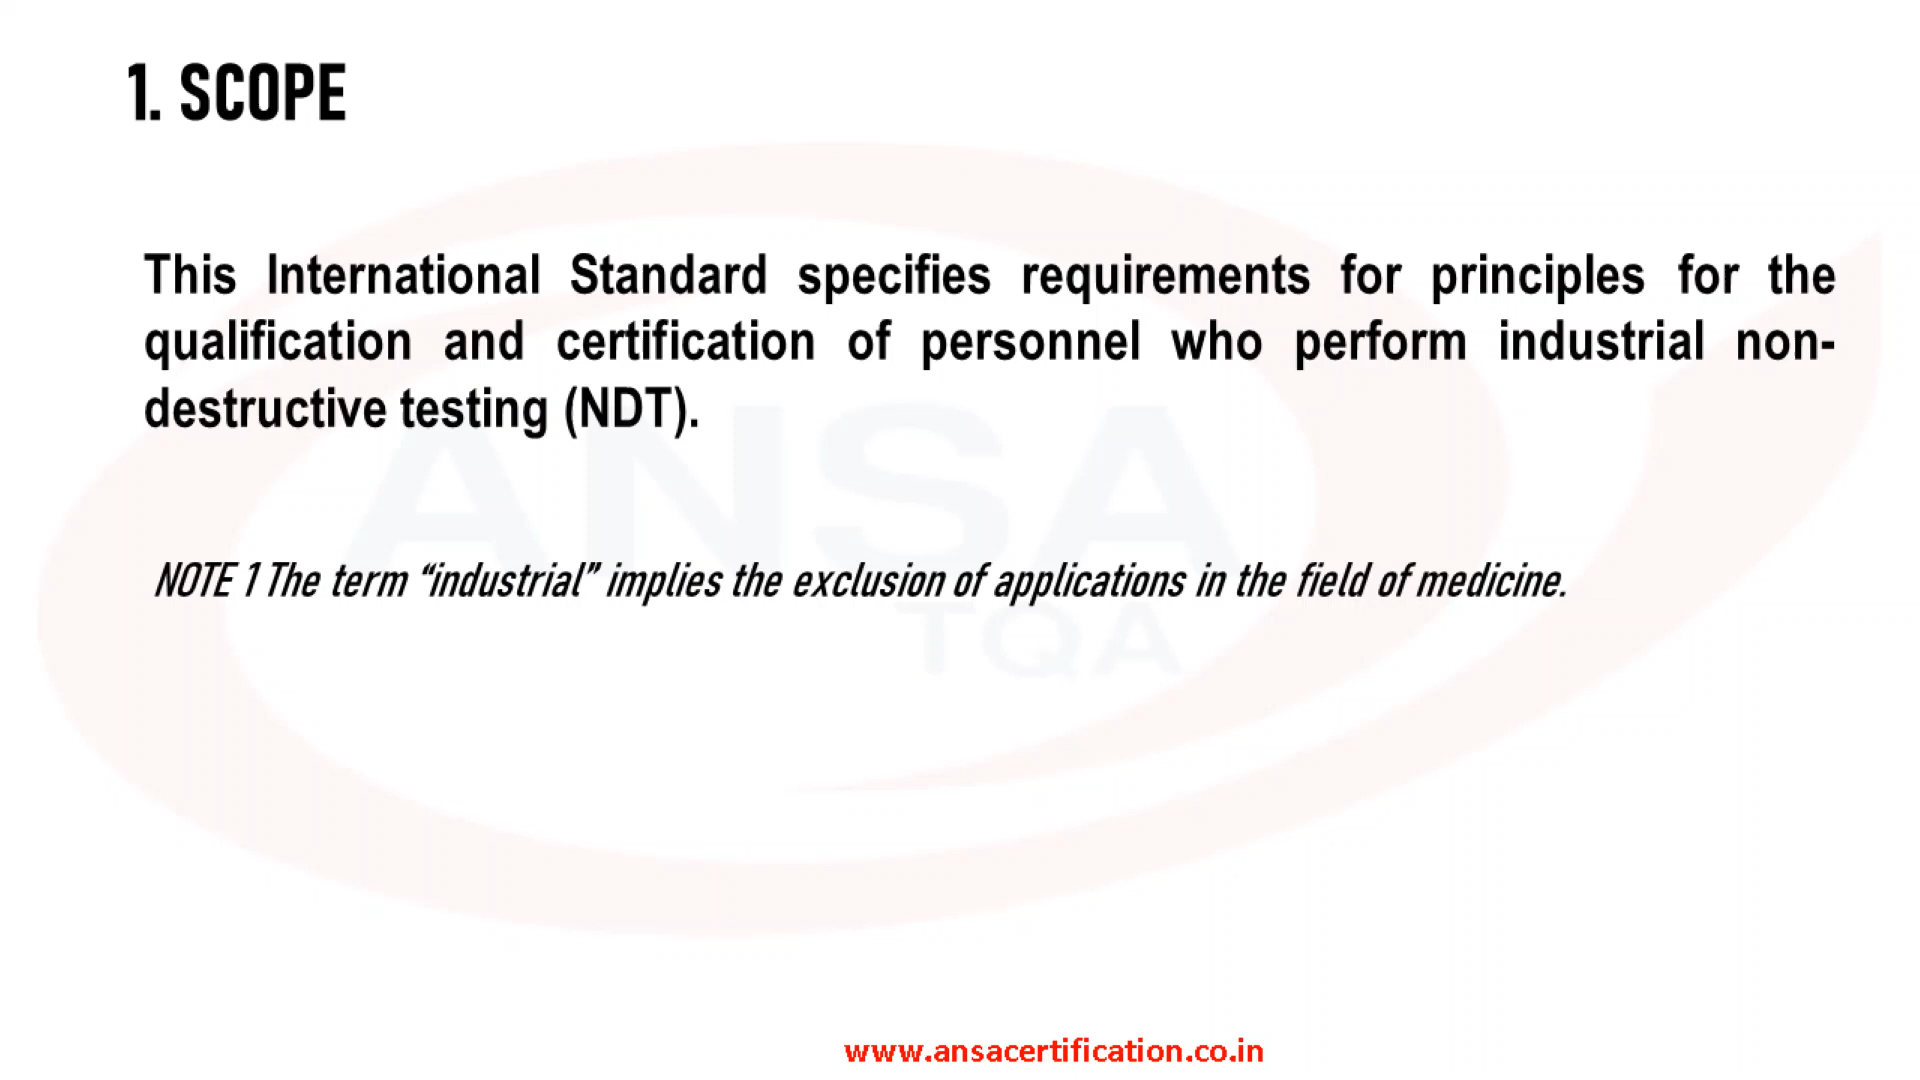 1. SCOPE
This International Standard specifies requirements for principles for the
qualification and certification of personnel who perform industrial non-
destructive testing (NDT).
ANSA
NOTE 1 The term “industrial” implies the exclusion of applications in the field of medicine.
TQA
www.ansacertification.co.in